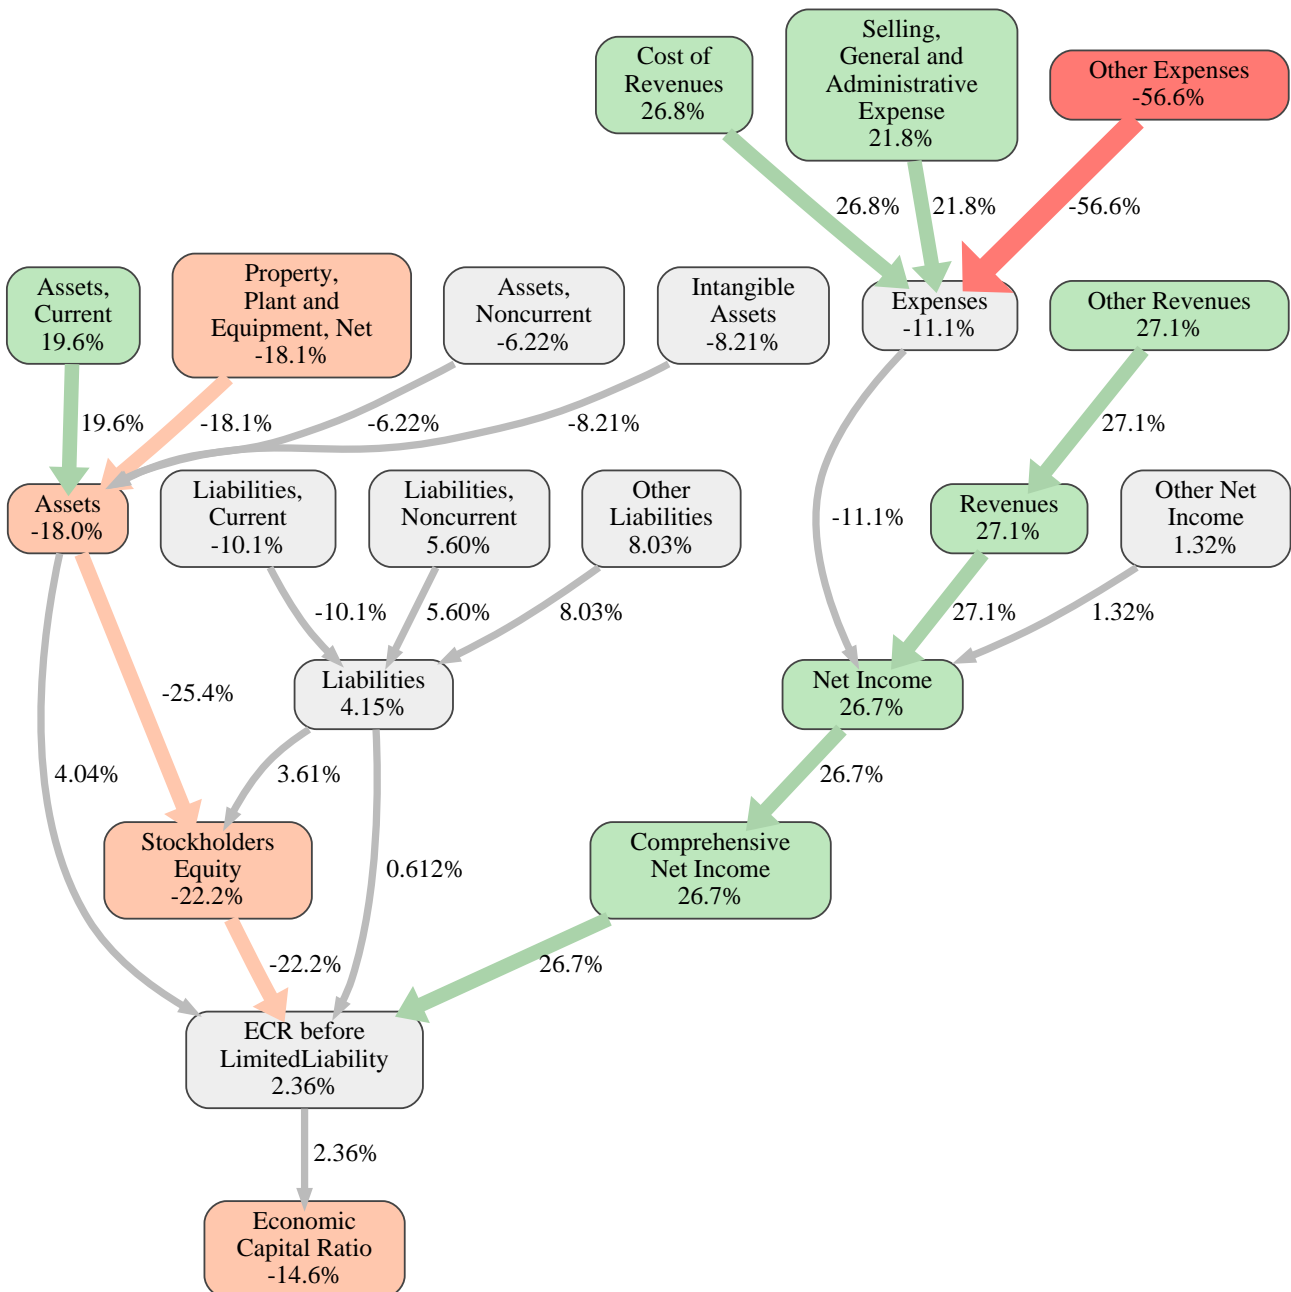 Cost of
Revenues
26.8%
Selling,
General and
Administrative
Expense
21.8%
Other Expenses
-56.6%
26.8%
21.8%
-56.6%
Assets,
Current
19.6%
Property,
Plant and
Equipment, Net
-18.1%
Assets,
Noncurrent
-6.22%
Intangible
Assets
-8.21%
Expenses
-11.1%
Other Revenues
27.1%
19.6%
-18.1%
-6.22%
-8.21%
27.1%
Assets
-18.0%
Liabilities,
Current
-10.1%
Liabilities,
Noncurrent
5.60%
Other
Liabilities
8.03%
-11.1%
Revenues
27.1%
Other Net
Income
1.32%
-10.1%
5.60%
8.03%
27.1%
1.32%
-25.4%
Liabilities
4.15%
Net Income
26.7%
4.04%
3.61%
26.7%
Stockholders
Equity
-22.2%
0.612%
Comprehensive
Net Income
26.7%
-22.2%
26.7%
ECR before
LimitedLiability
2.36%
2.36%
Economic
Capital Ratio
-14.6%